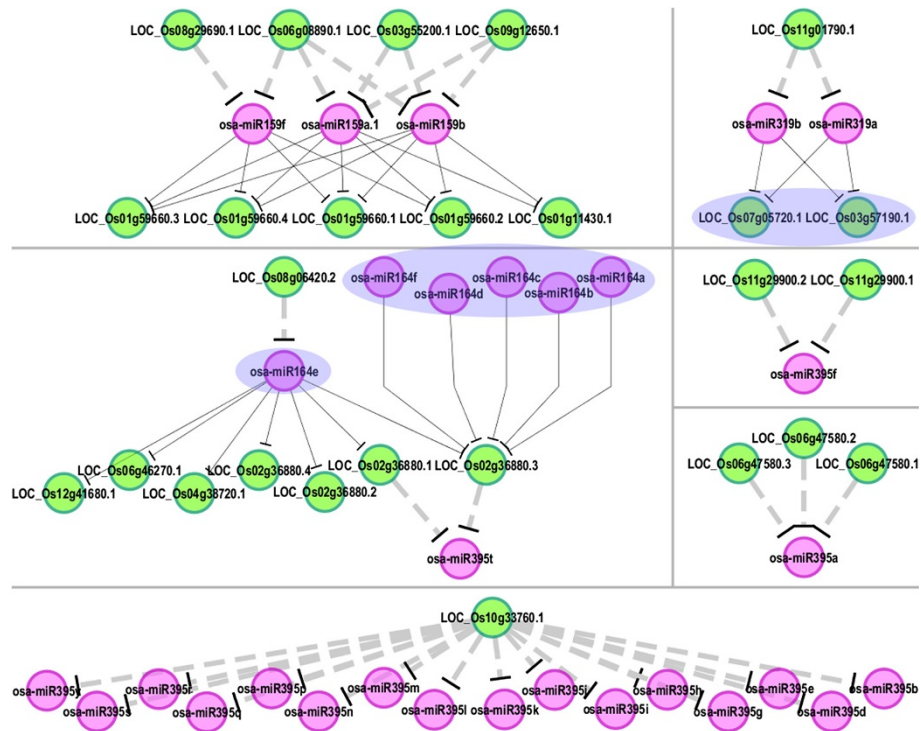 LOC_Os08g29690.1 LOC_Os06g08890.1 LOC_Os03g55200.1 LOC_Os09g12650.1
osa-miR159f osa-miR159a.1 osa-miR159b
LOC_Os01g59660.3 LOC_Os01g59660.4 LOC_Os01g59660.1 LOC_Os01g59660.2 LOC_Os01g11430.1
LOC_Os11g01790.1
osa-miR319b osa-miR319a
LOC_Os07g05720.1 LOC_Os03g57190.1
LOC_Os08g06420.2
osa-miR164f osa-miR164d osa-miR164c osa-miR164b osa-miR164a
osa-miR164e
LOC_Os12g41680.1 LOC_Os06g46270.1 LOC_Os04g38720.1 LOC_Os02g36880.4 LOC_Os02g36880.2 LOC_Os02g36880.1 LOC_Os02g36880.3
osa-miR395t
LOC_Os11g29900.2 LOC_Os11g29900.1
osa-miR395f
LOC_Os06g47580.2
LOC_Os06g47580.3 LOC_Os06g47580.1
osa-miR395a
LOC_Os10g33760.1
osa-miR395s osa-miR395r osa-miR395q osa-miR395p osa-miR395n osa-miR395m osa-miR395l osa-miR395k osa-miR395j osa-miR395i osa-miR395h osa-miR395g osa-miR395e osa-miR395d osa-miR395b